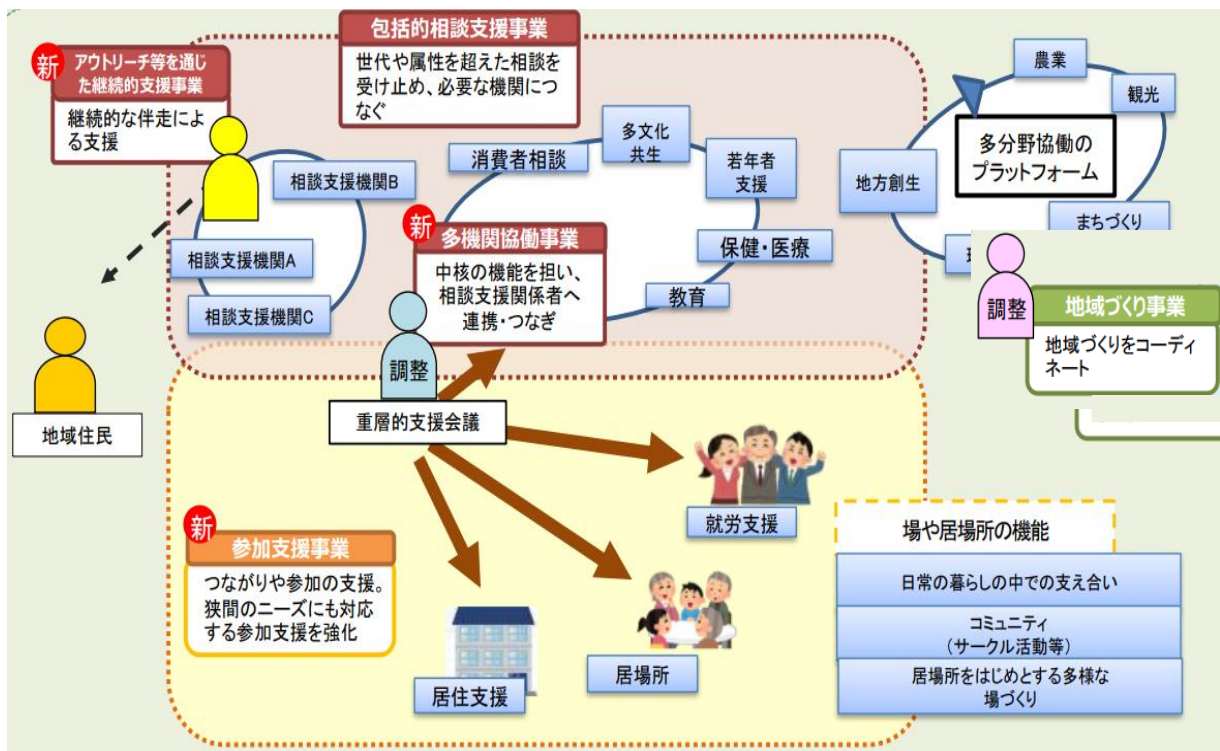 包括的相談支援事業
世代や属性を超えた相談を
受け止め、必要な機関につ
なぐ
新
アウトリーチ等を通じ
た継続的支援事業
継続的な伴走によ
る支援
相談支援機関B
相談支援機関A
相談支援機関C
消費者相談
多文化
共生
若年者
支援
保健・医療
教育
新
多機関協働事業
中核の機能を担い、
相談支援関係者へ
連携・つなぎ
農業
観光
多分野協働の
プラットフォーム
地方創生
まちづくり
調整
地域づくり事業
地域づくりをコーディ
ネート
地域住民
調整
重層的支援会議
就労支援
新
参加支援事業
つながりや参加の支援。
狭間のニーズにも対応
する参加支援を強化
居住支援
居場所
場や居場所の機能
日常の暮らしの中での支え合い
コミュニティ
（サークル活動等）
居場所をはじめとする多様な
場づくり